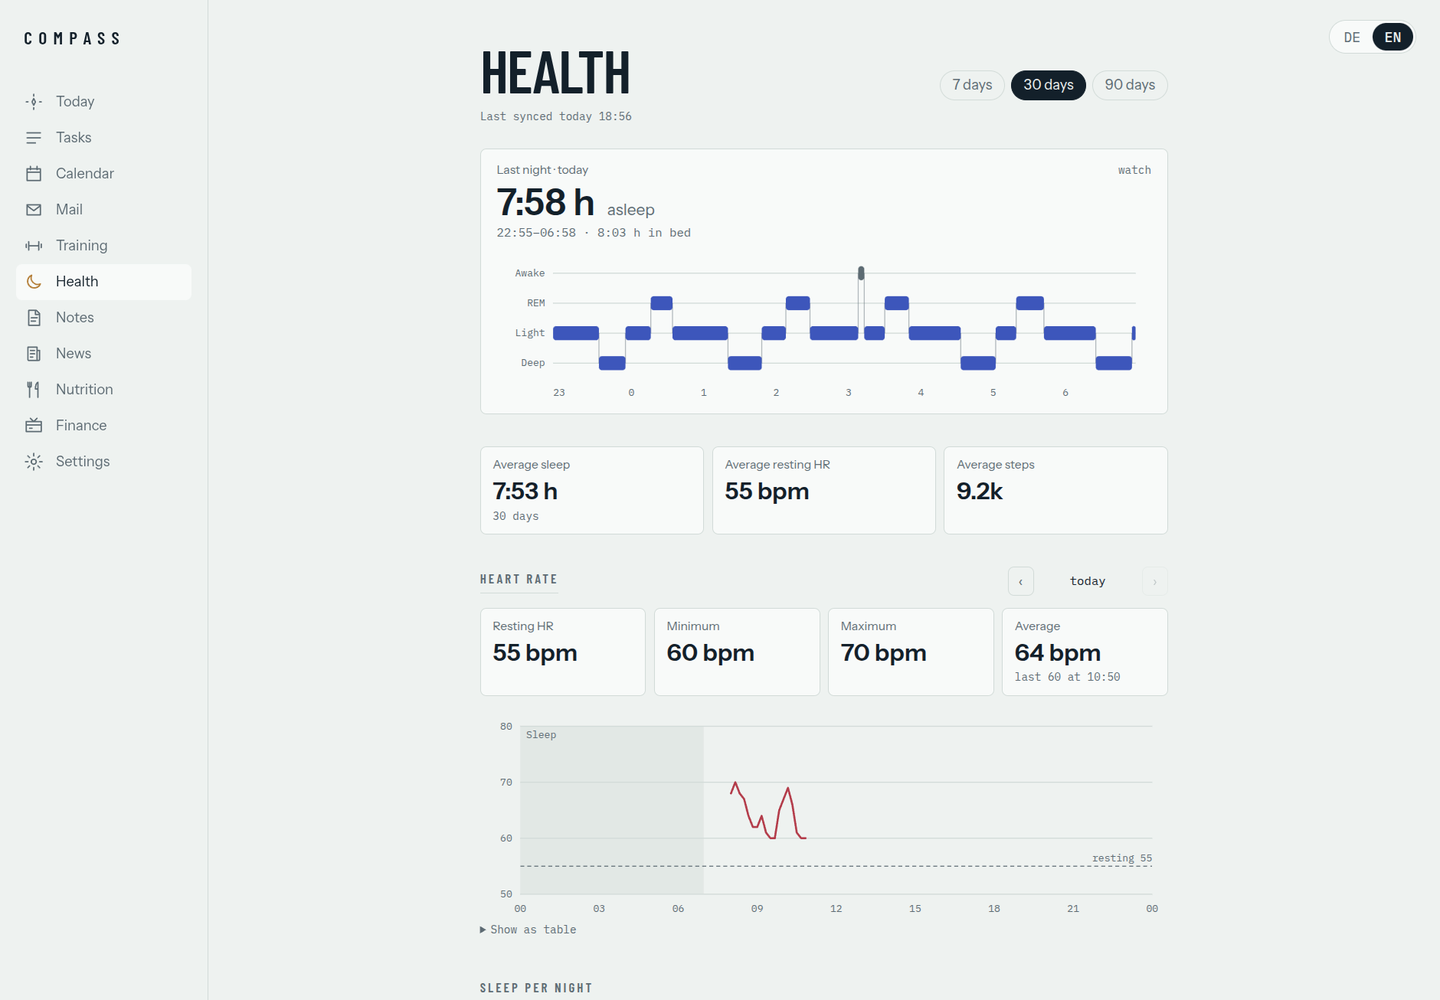 COMPASS
DE EN
Today
Tasks
Calendar
Mail
Training
Health
Notes
News
Nutrition
Finance
Settings
HEALTH
7 days 30 days 90 days
Last synced today 18:56
Last night · today watch
7:58 h asleep
22:55–06:58 · 8:03 h in bed
Awake
REM
Light
Deep
23 0 1 2 3 4 5 6
Average sleep
7:53 h
30 days
Average resting HR
55 bpm
Average steps
9.2k
HEART RATE
‹ today ›
Resting HR
55 bpm
Minimum
60 bpm
Maximum
70 bpm
Average
64 bpm
last 60 at 10:50
80
Sleep
70
60
resting 55
50
00 03 06 09 12 15 18 21 00
▶ Show as table
SLEEP PER NIGHT